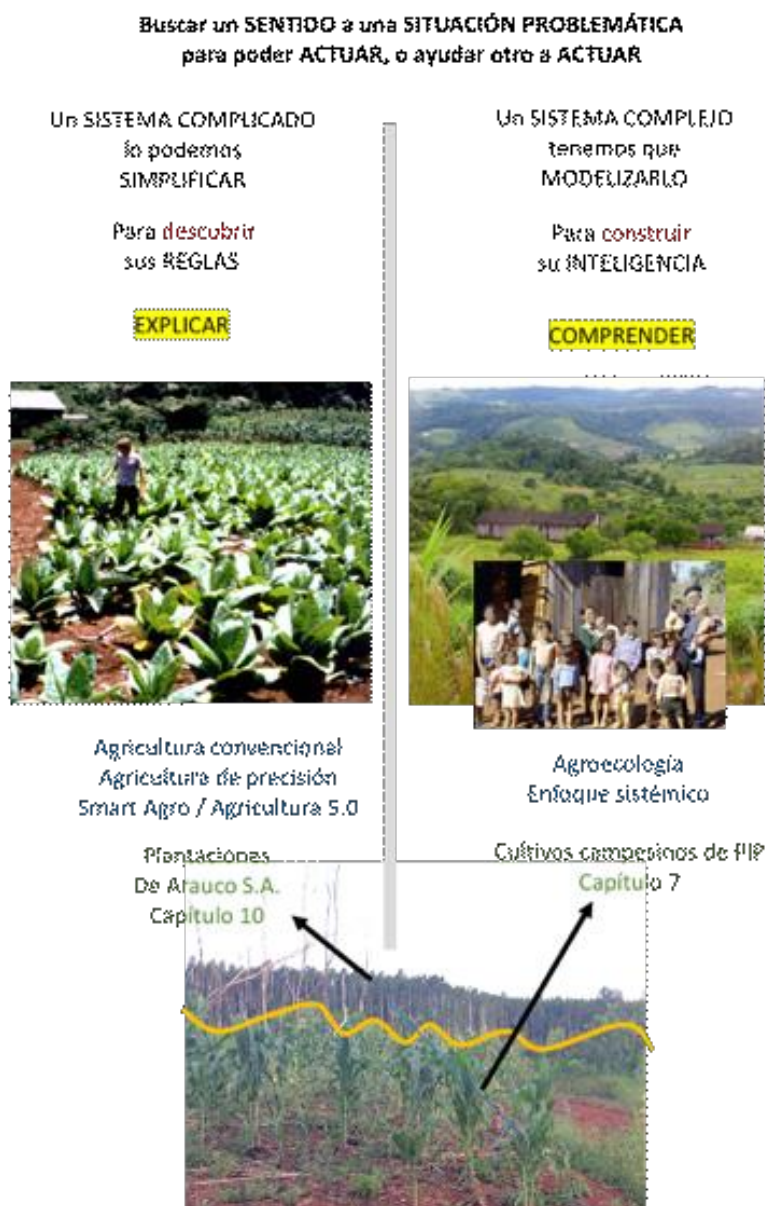 Buscar un SENTIDO a una SITUACIÓN PROBLEMÁTICA
para poder ACTUAR, o ayudar otro a ACTUAR
Un SISTEMA COMPLICADO
lo podemos
SIMPLIFICAR
Para descubrir
sus REGLAS
EXPLICAR
Un SISTEMA COMPLEJO
tenemos que
MODELIZARLO
Para construir
su INTELIGENCIA
COMPRENDER
Agricultura convencional
Agricultura de precisión
Smart Agro / Agricultura 5.0
Plantaciones
De Arauco S.A.
Capítulo 10
Agroecología
Enfoque sistémico
Cultivos campesinos de PIP
Capítulo 7